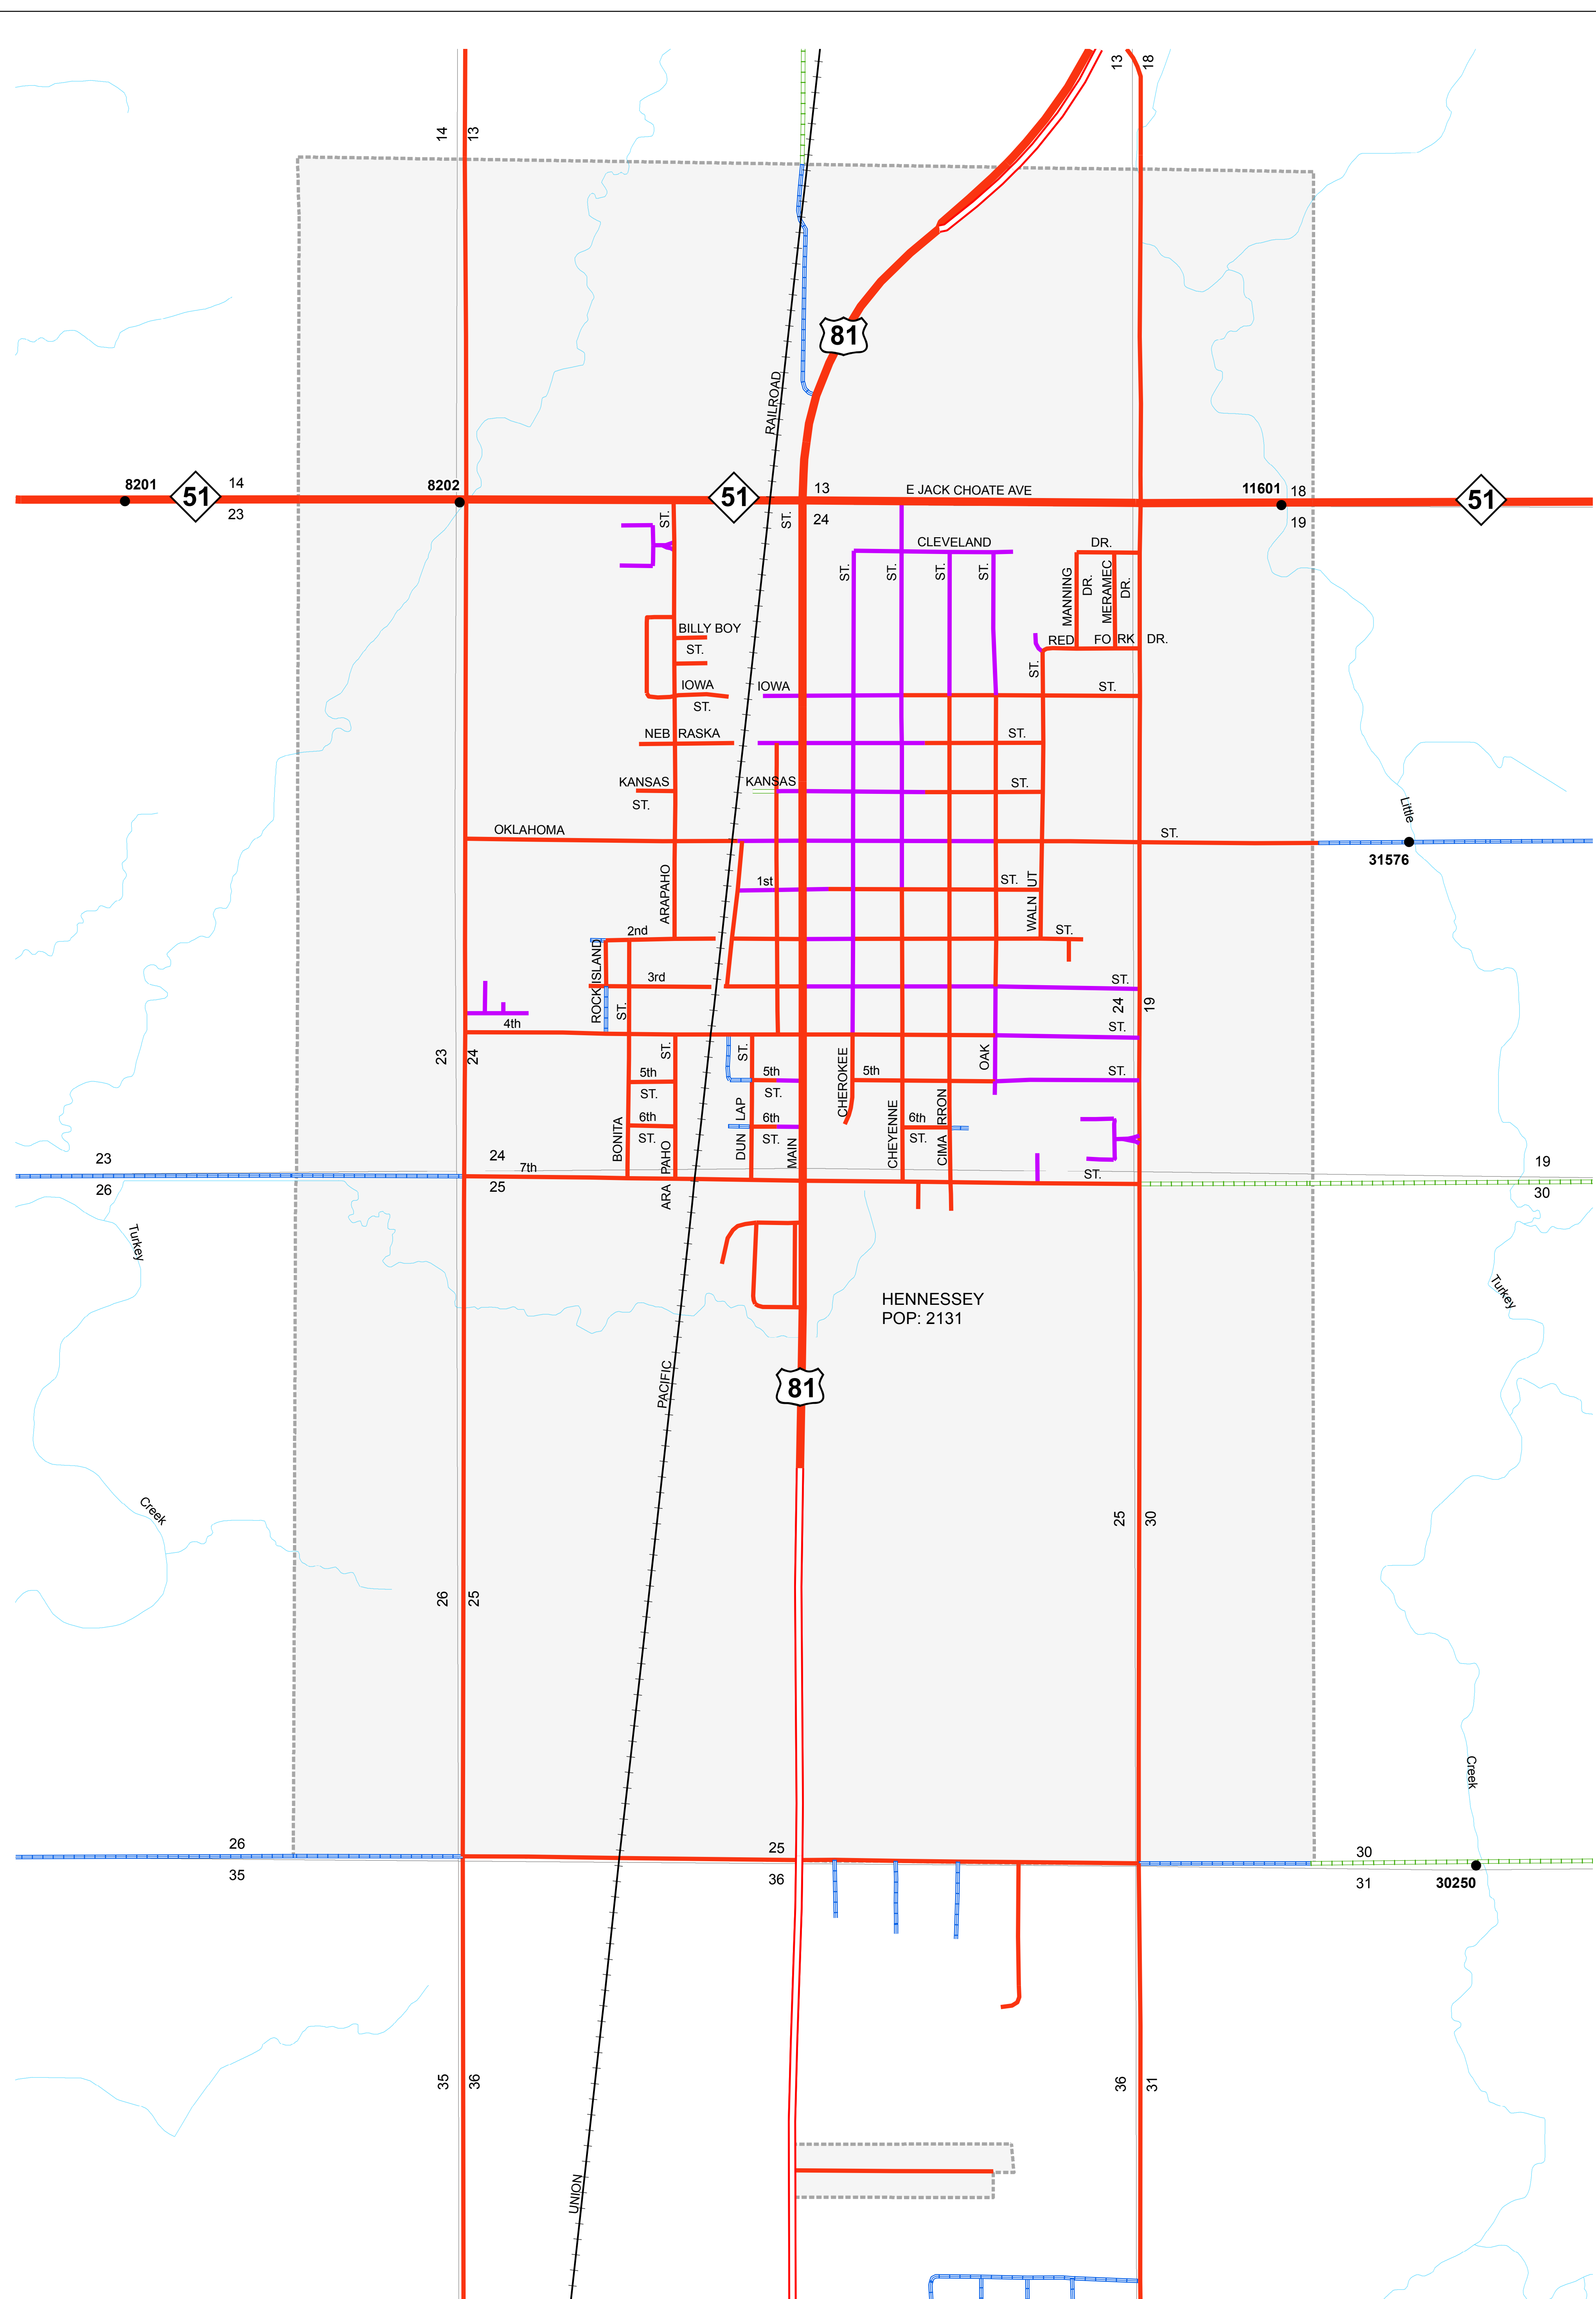 13
18
14
13
81
RAILROAD
8201
51
14
23
8202
51
13
24
E JACK CHOATE AVE
11601
18
19
51
ST.
ST.
CLEVELAND
DR.
ST.
ST.
ST.
ST.
MANNING
DR.
MERAMEC
DR.
BILLY BOY
ST.
RED FO RK DR.
ST.
IOWA
ST.
IOWA
ST.
NEB RASKA
ST.
KANSAS
ST.
KANSAS
ST.
OKLAHOMA
ST.
Little
31576
ARAPAHO
1st
ST.
WALN UT
2nd
ST.
ROCK ISLAND
ST.
3rd
ST.
24
19
4th
ST.
23
24
ST.
ST.
CHEROKEE
OAK
5th
ST.
5th
ST.
5th
ST.
BONITA
6th
ST.
ARA PAHO
DUN LAP
6th
ST.
MAIN
CHEYENNE
6th
ST.
CIMA RRON
23
26
24
25
7th
ST.
19
30
Turkey
Turkey
HENNESSEY
POP: 2131
PACIFIC
81
Creek
25
30
26
25
Creek
26
35
25
36
30
31
30250
35
36
36
31
UNION